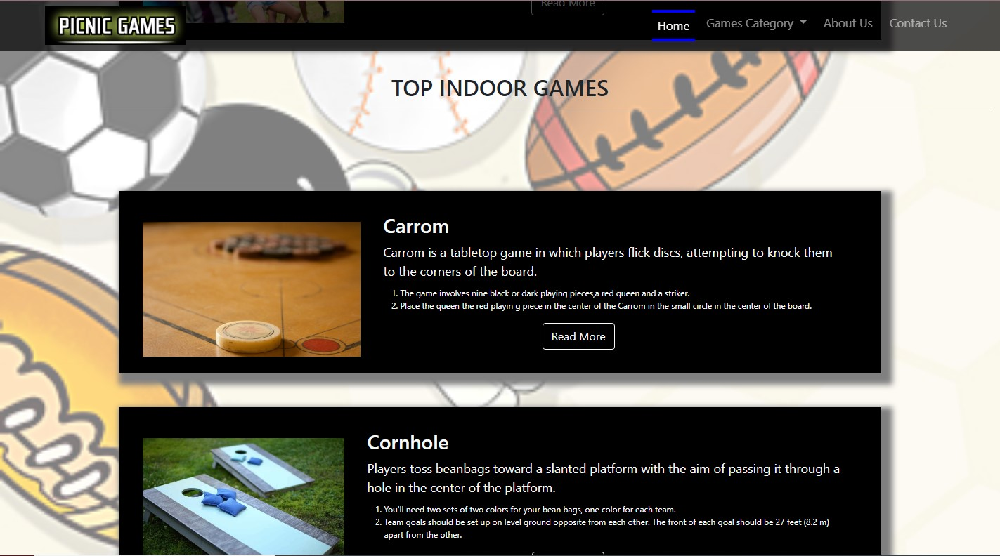 Read More
PICNIC GAMES
Home
Games Category
About Us
Contact Us
TOP INDOOR GAMES
Carrom
Carrom is a tabletop game in which players flick discs, attempting to knock them
to the corners of the board.
1. The game involves nine black or dark playing pieces,a red queen and a striker.
2. Place the queen the red playin g piece in the center of the Carrom in the small circle in the center of the board.
Read More
Cornhole
Players toss beanbags toward a slanted platform with the aim of passing it through a
hole in the center of the platform.
1. You'll need two sets of two colors for your bean bags, one color for each team.
2. Team goals should be set up on level ground opposite from each other. The front of each goal should be 27 feet (8.2 m)
apart from the other.